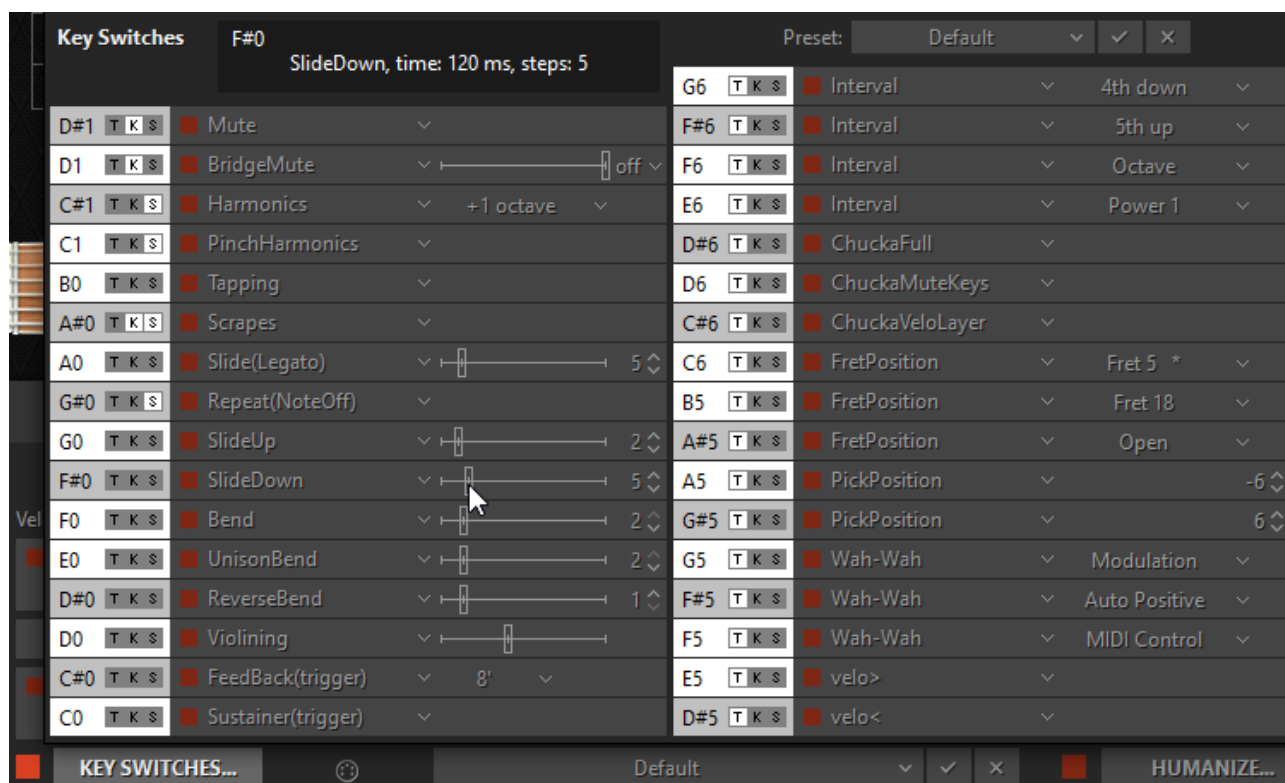 Key Switches
F#0
SlideDown, time: 120 ms, steps: 5
Preset: Default
D#1 T K S Mute
D1 T K S BridgeMute off
C#1 T K S Harmonics +1 octave
C1 T K S PinchHarmonics
B0 T K S Tapping
A#0 T K S Scrapes
A0 T K S Slide(Legato) 5
G#0 T K S Repeat(NoteOff)
G0 T K S SlideUp 2
F#0 T K S SlideDown 5
F0 T K S Bend 2
E0 T K S UnisonBend 2
D#0 T K S ReverseBend 1
D0 T K S Violining
C#0 T K S FeedBack(trigger) 8'
C0 T K S Sustainer(trigger)
G6 T K S Interval 4th down
F#6 T K S Interval 5th up
F6 T K S Interval Octave
E6 T K S Interval Power 1
D#6 T K S ChuckaFull
D6 T K S ChuckaMuteKeys
C#6 T K S ChuckaVeloLayer
C6 T K S FretPosition Fret 5 *
B5 T K S FretPosition Fret 18
A#5 T K S FretPosition Open
A5 T K S PickPosition -6
G#5 T K S PickPosition 6
G5 T K S Wah-Wah Modulation
F#5 T K S Wah-Wah Auto Positive
F5 T K S Wah-Wah MIDI Control
E5 T K S velo>
D#5 T K S velo<
Vel
KEY SWITCHES... Default HUMANIZE...